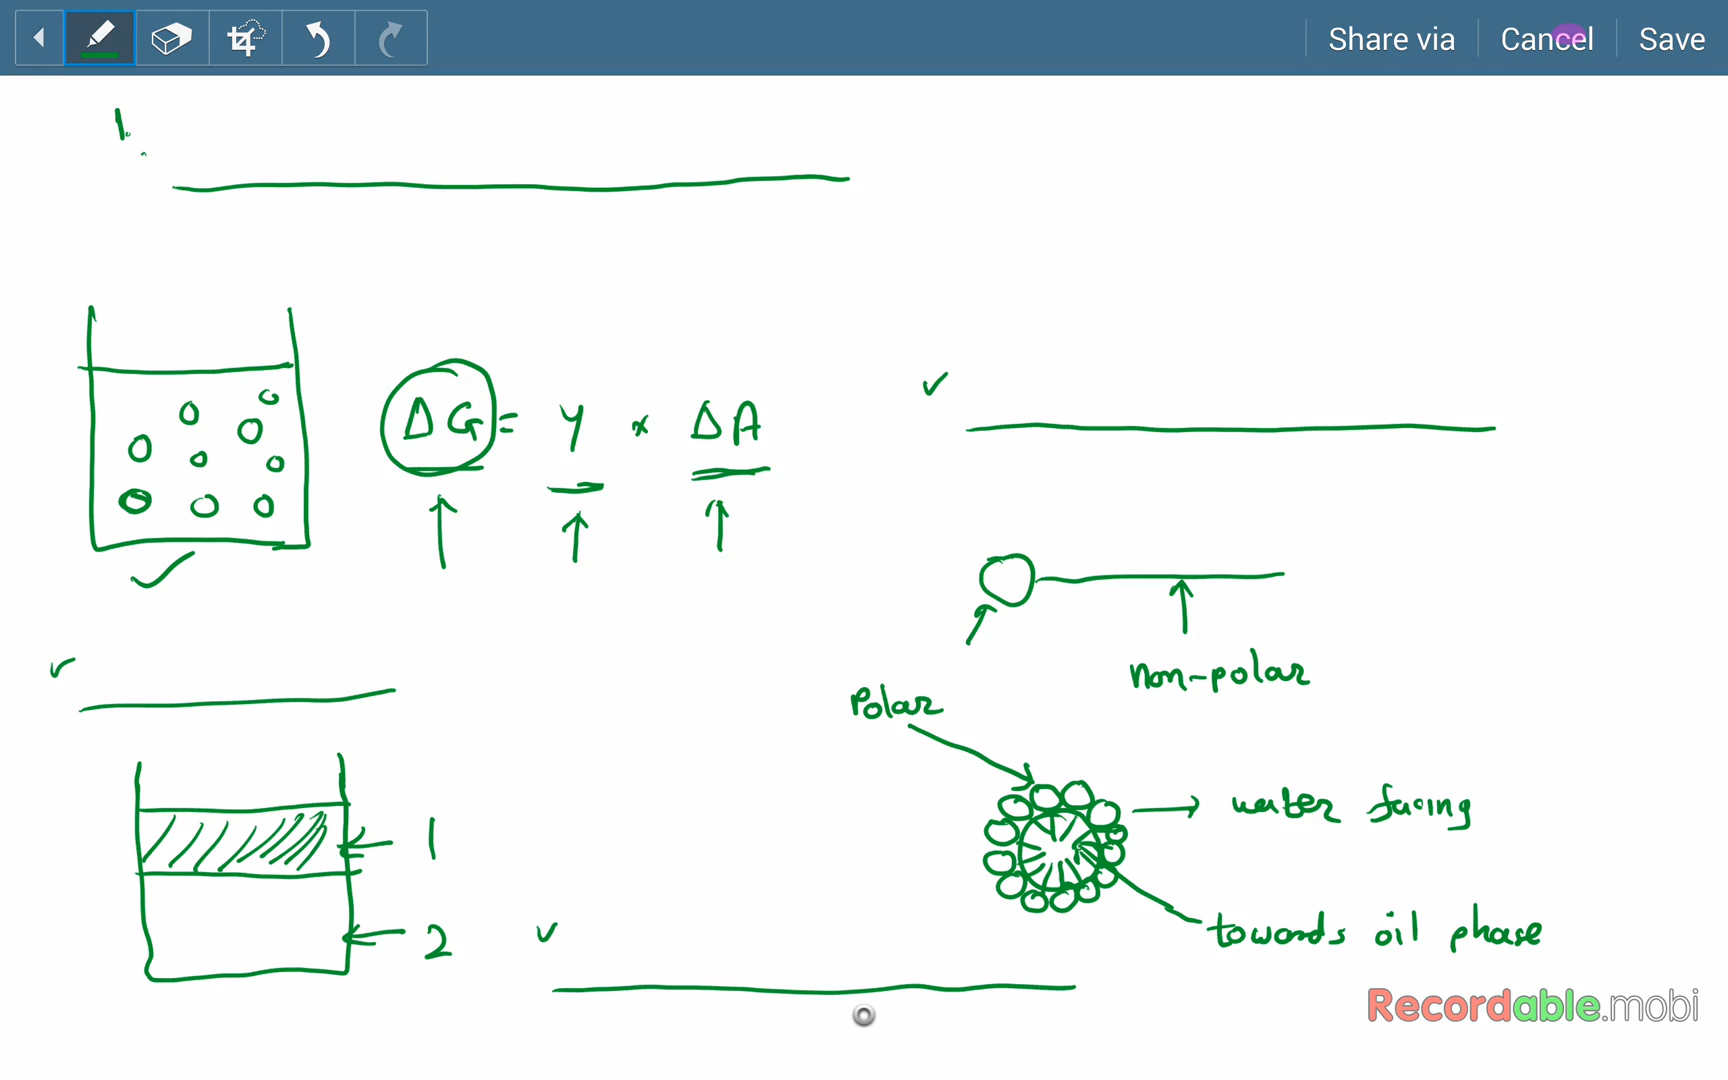 Share via
Cancel
Save
1.
ΔG = γ × ΔA
non-polar
Polar
water facing
1
2
towards oil phase
Recordable.mobi